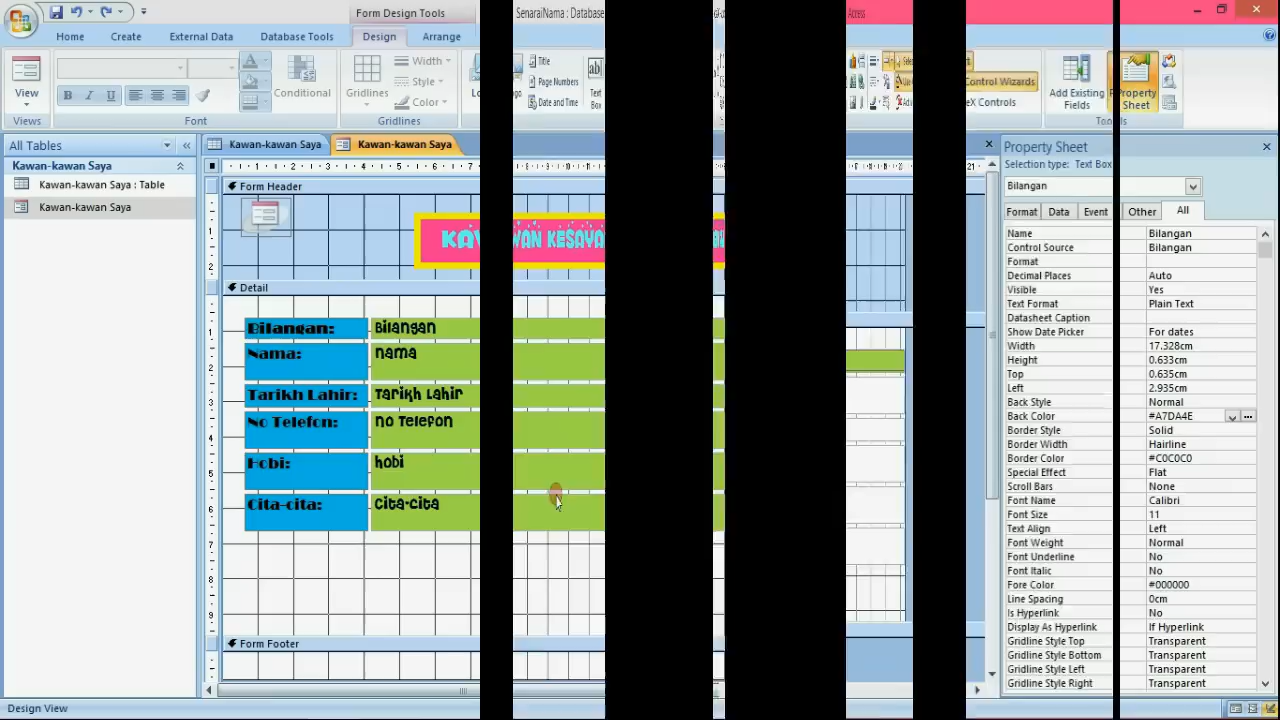 Form Design Tools
SenaraiNama : Database
Access
Home
Create
External Data
Database Tools
Design
Arrange
Width
Style
Color
Gridlines
Title
Page Numbers
Date and Time
Text
Box
Control Wizards
Add Existing
Fields
Property
Sheet
Views
Font
Gridlines
All Tables
Kawan-kawan Saya
Kawan-kawan Saya : Table
Kawan-kawan Saya
Kawan-kawan Saya
Kawan-kawan Saya
Form Header
Detail
Bilangan:
Bilangan
Nama:
nama
Tarikh Lahir:
Tarikh Lahir
No Telefon:
no Telefon
Hobi:
hobi
Cita-cita:
Cita-cita
Form Footer
Property Sheet
Selection type: Text Box
Bilangan
Format
Data
Event
Other
All
Name Bilangan
Control Source Bilangan
Format
Decimal Places Auto
Visible Yes
Text Format Plain Text
Datasheet Caption
Show Date Picker For dates
Width 17.328cm
Height 0.633cm
Top 0.635cm
Left 2.935cm
Back Style Normal
Back Color #A7DA4E
Border Style Solid
Border Width Hairline
Border Color #C0C0C0
Special Effect Flat
Scroll Bars None
Font Name Calibri
Font Size 11
Text Align Left
Font Weight Normal
Font Underline No
Font Italic No
Fore Color #000000
Line Spacing 0cm
Is Hyperlink No
Display As Hyperlink If Hyperlink
Gridline Style Top Transparent
Gridline Style Bottom Transparent
Gridline Style Left Transparent
Gridline Style Right Transparent
Design View